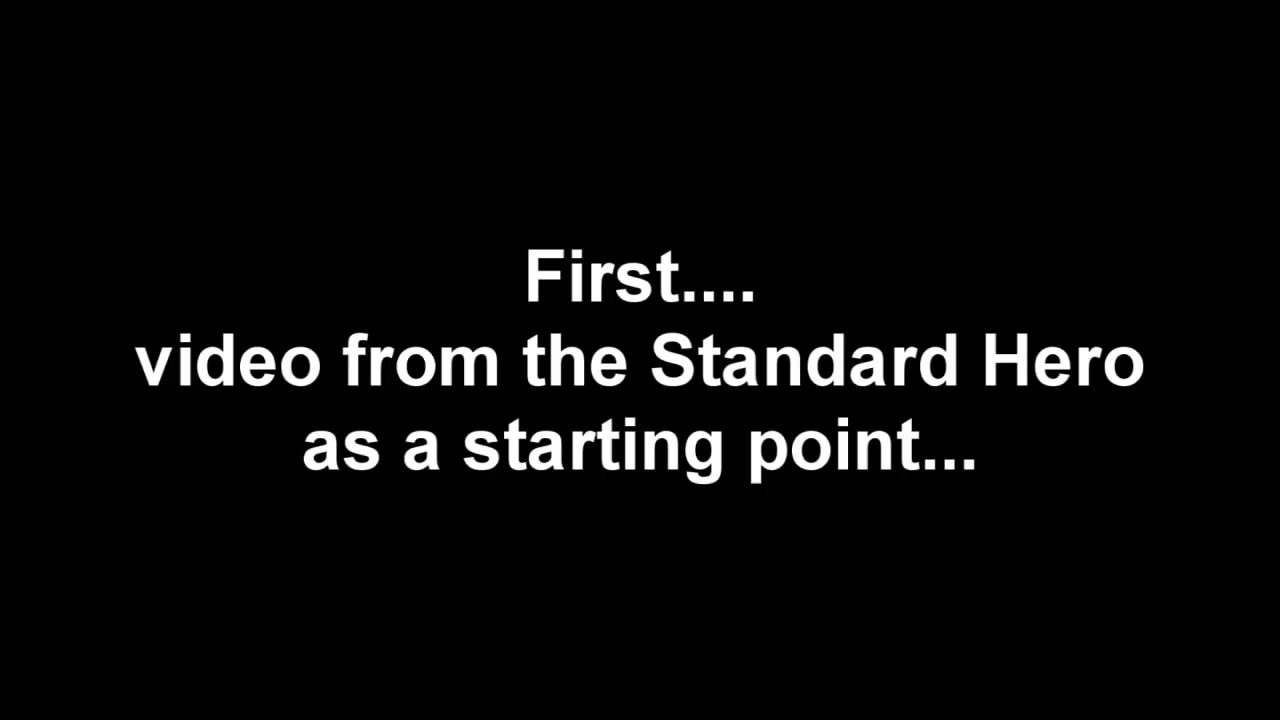 First....
video from the Standard Hero
as a starting point...